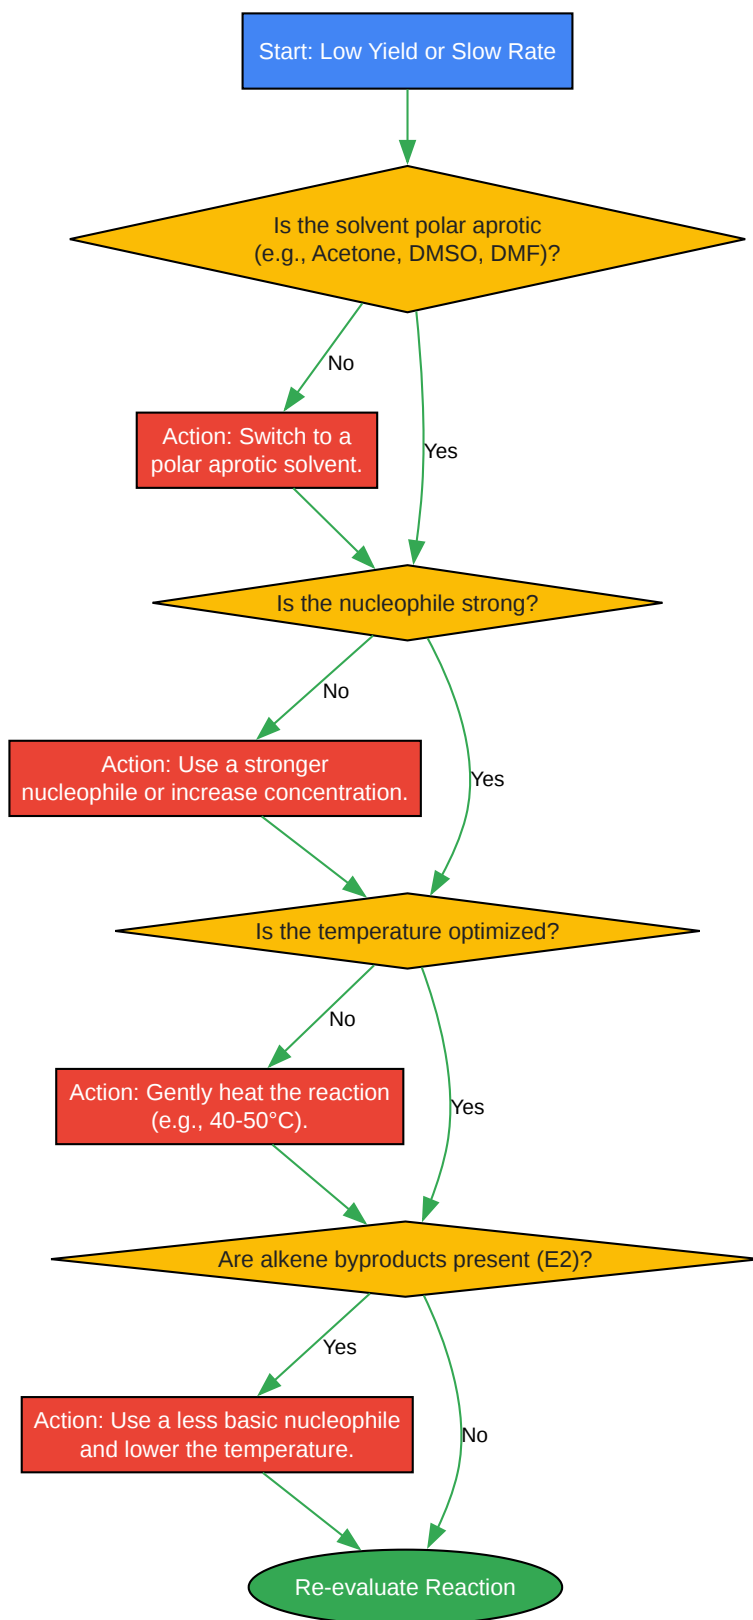 Start: Low Yield or Slow Rate
Is the solvent polar aprotic
(e.g., Acetone, DMSO, DMF)?
No
Action: Switch to a
polar aprotic solvent.
Yes
Is the nucleophile strong?
No
Action: Use a stronger
nucleophile or increase concentration.
Yes
Is the temperature optimized?
No
Action: Gently heat the reaction
(e.g., 40-50°C).
Yes
Are alkene byproducts present (E2)?
Yes
Action: Use a less basic nucleophile
and lower the temperature.
No
Re-evaluate Reaction